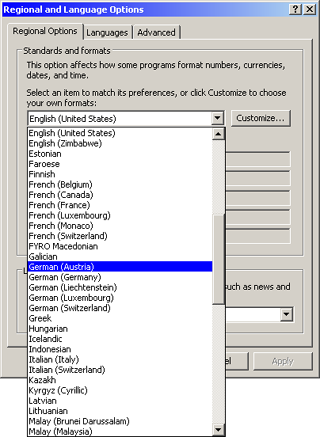 Regional and Language Options
Regional Options
Languages
Advanced
Standards and formats
This option affects how some programs format numbers, currencies,
dates, and time.
Select an item to match its preferences, or click Customize to choose
your own formats:
English (United States)
Customize...
English (United States)
English (Zimbabwe)
Estonian
Faroese
Finnish
French (Belgium)
French (Canada)
French (France)
French (Luxembourg)
French (Monaco)
French (Switzerland)
FYRO Macedonian
Galician
German (Austria)
German (Germany)
German (Liechtenstein)
such as news and
German (Luxembourg)
German (Switzerland)
Greek
Hungarian
Icelandic
Indonesian
Italian (Italy)
Apply
Italian (Switzerland)
Kazakh
Kyrgyz (Cyrillic)
Latvian
Lithuanian
Malay (Brunei Darussalam)
Malay (Malaysia)